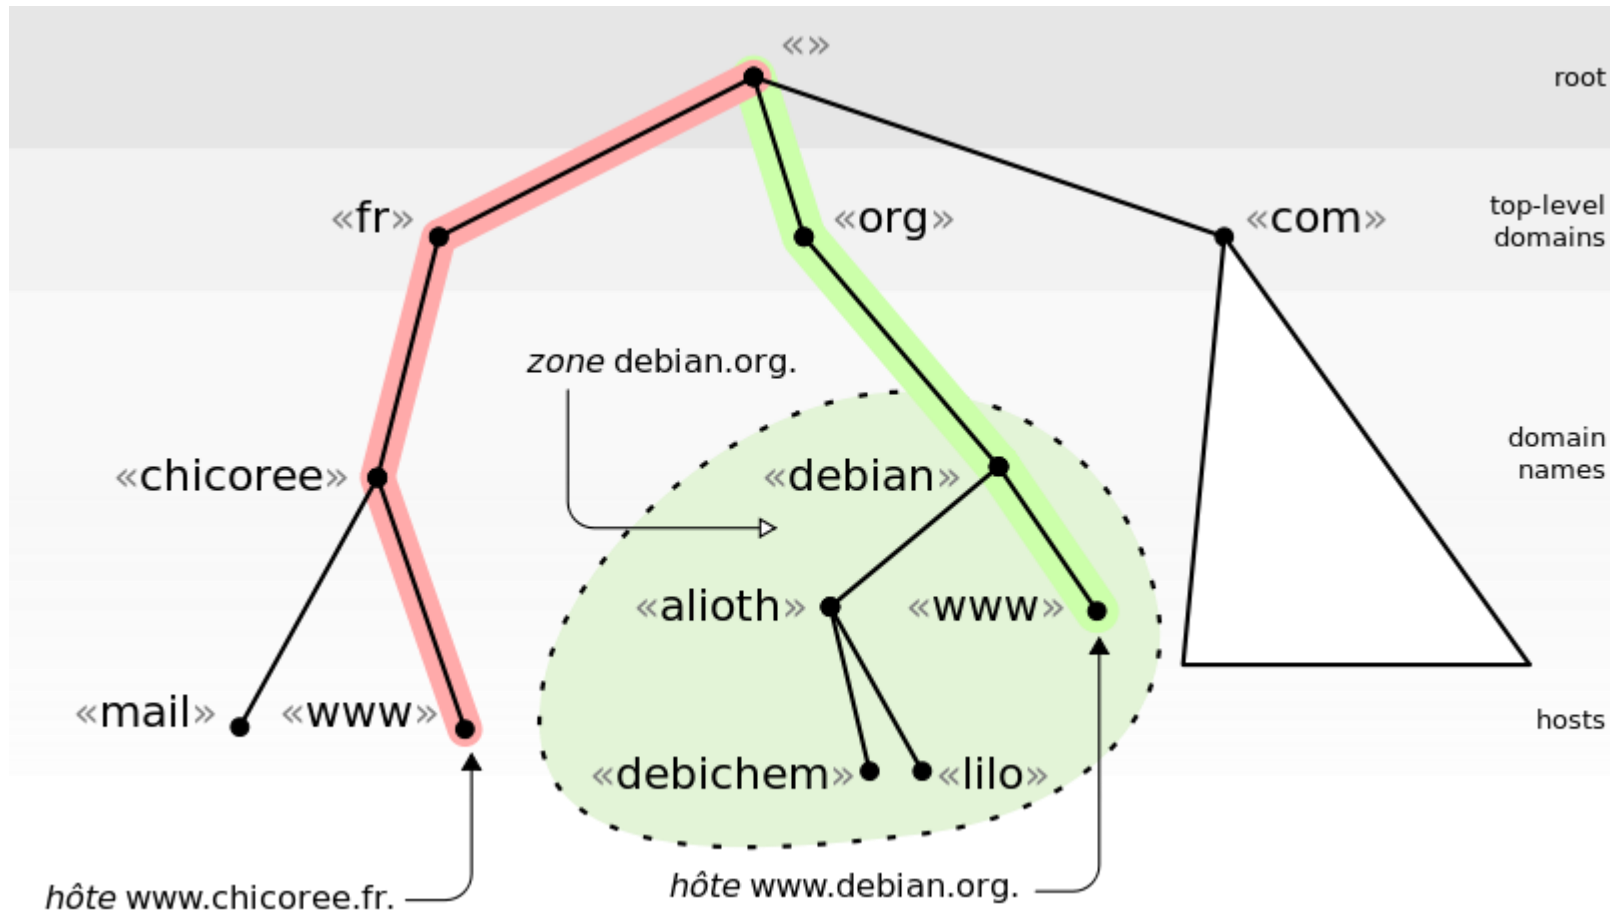 «»
root
«fr»
«org»
«com»
top-level
domains
zone debian.org.
domain
names
«chicoree»
«debian»
«alioth»
«www»
«mail»
«www»
hosts
«debichem»
«lilo»
hôte www.chicoree.fr.
hôte www.debian.org.